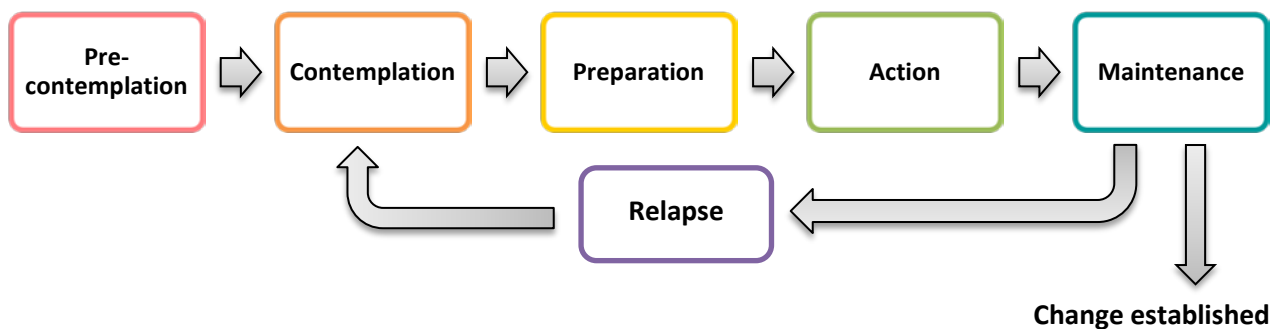 Pre-
contemplation
Contemplation
Preparation
Action
Maintenance
Relapse
Change established